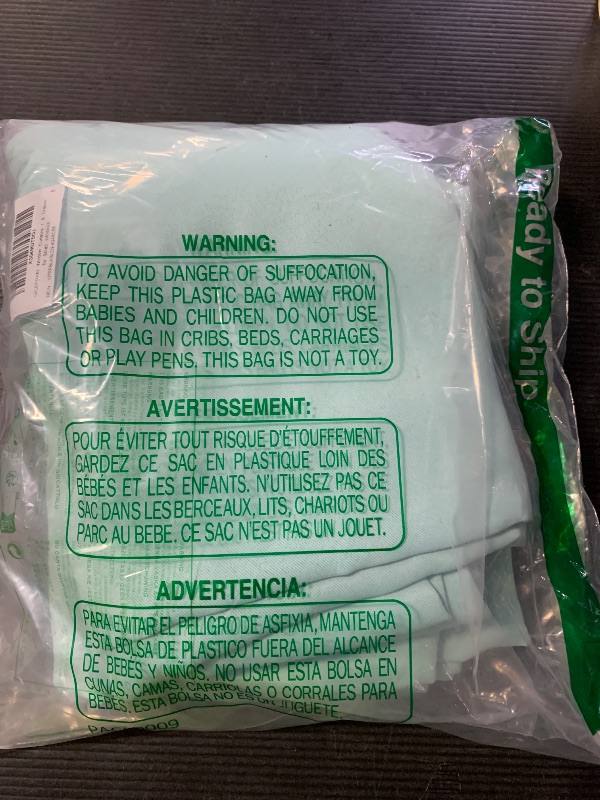 WARNING:
TO AVOID DANGER OF SUFFOCATION,
KEEP THIS PLASTIC BAG AWAY FROM
BABIES AND CHILDREN. DO NOT USE
THIS BAG IN CRIBS, BEDS, CARRIAGES
OR PLAY PENS. THIS BAG IS NOT A TOY.
AVERTISSEMENT:
POUR ÉVITER TOUT RISQUE D'ÉTOUFFEMENT,
GARDEZ CE SAC EN PLASTIQUE LOIN DES
BÉBÉS ET LES ENFANTS. N'UTILISEZ PAS CE
SAC DANS LES BERCEAUX, LITS, CHARIOTS OU
PARC AU BEBE. CE SAC N'EST PAS UN JOUET.
ADVERTENCIA:
PARA EVITAR EL PELIGRO DE ASFIXIA, MANTENGA
ESTA BOLSA DE PLASTICO FUERA DEL ALCANCE
DE BEBÉS Y NIÑOS. NO USAR ESTA BOLSA EN
CUNAS, CAMAS, CARRIOLAS O CORRALES PARA
BEBÉS, ESTA BOLSA NO ES UN JUGUETE.
Ready to Ship